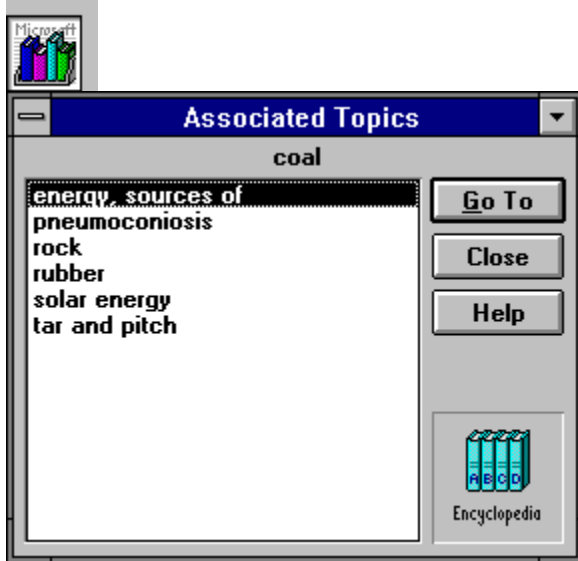 Microsoft
Associated Topics
coal
energy, sources of
pneumoconiosis
rock
rubber
solar energy
tar and pitch
Go To
Close
Help
A B C D
Encyclopedia